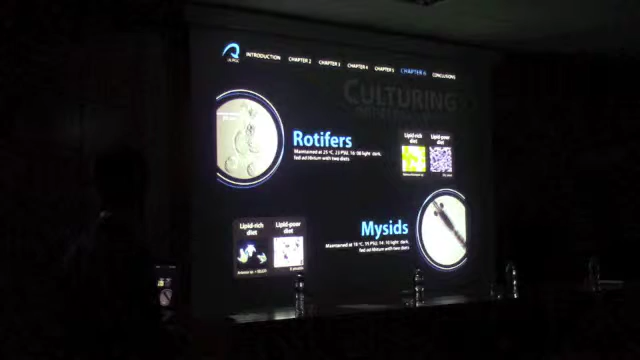 INTRODUCTION CHAPTER 2 CHAPTER 3 CHAPTER 4 CHAPTER 5 CHAPTER 6 CONCLUSIONS
CULTURING
Rotifers
Maintained at 25 ºC, 23 PSU, 16: 08 light: dark,
fed ad libitum with two diets
Lipid-rich diet
Lipid-poor diet
Mysids
fed ad libitum with two diets
Lipid-rich diet
Lipid-poor diet